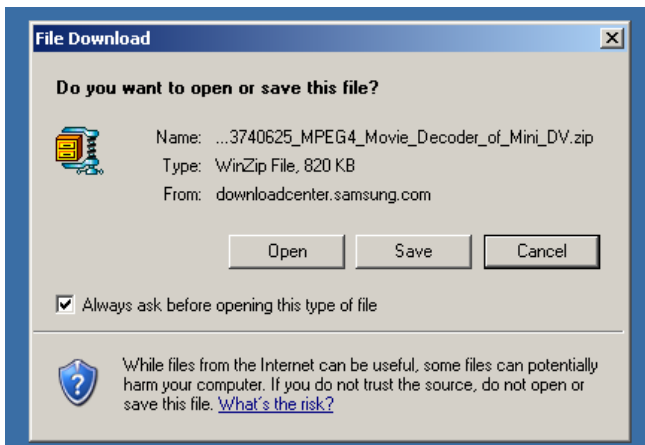 File Download
Do you want to open or save this file?
Name: ...3740625_MPEG4_Movie_Decoder_of_Mini_DV.zip
Type: WinZip File, 820 KB
From: downloadcenter.samsung.com
Open Save Cancel
Always ask before opening this type of file
While files from the Internet can be useful, some files can potentially
harm your computer. If you do not trust the source, do not open or
save this file. What's the risk?